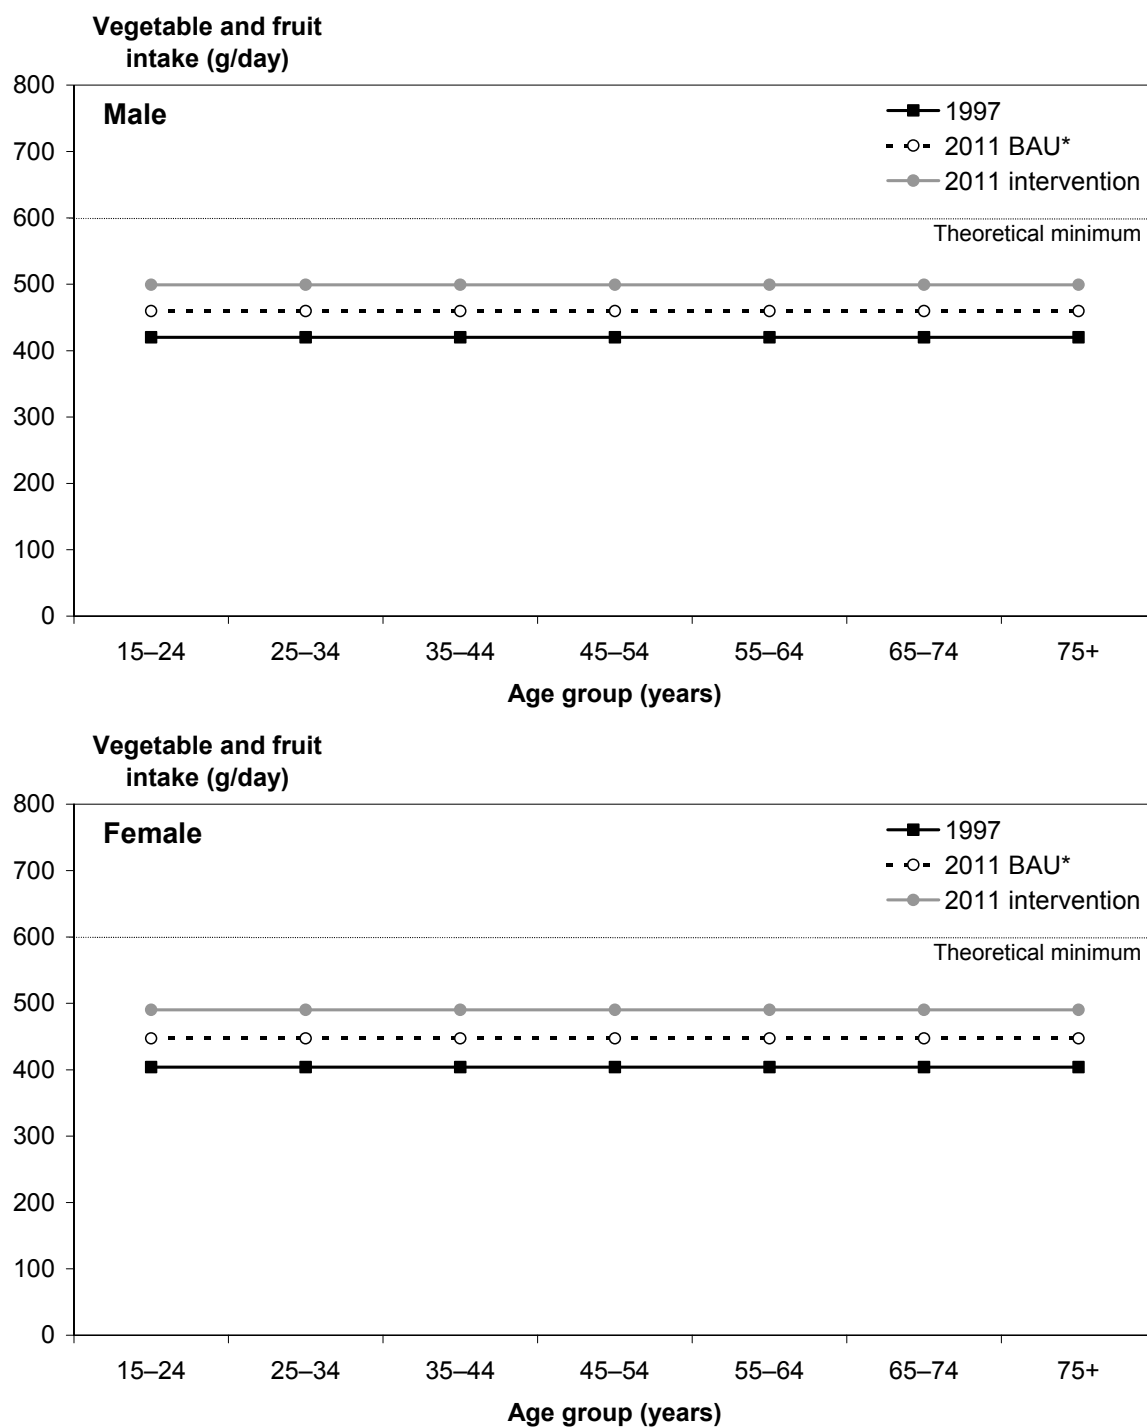 Vegetable and fruit
intake (g/day)
800
Male
1997
2011 BAU*
2011 intervention
700
600
Theoretical minimum
500
400
300
200
100
0
15–24 25–34 35–44 45–54 55–64 65–74 75+
Age group (years)
Vegetable and fruit
intake (g/day)
800
Female
1997
2011 BAU*
2011 intervention
700
600
Theoretical minimum
500
400
300
200
100
0
15–24 25–34 35–44 45–54 55–64 65–74 75+
Age group (years)